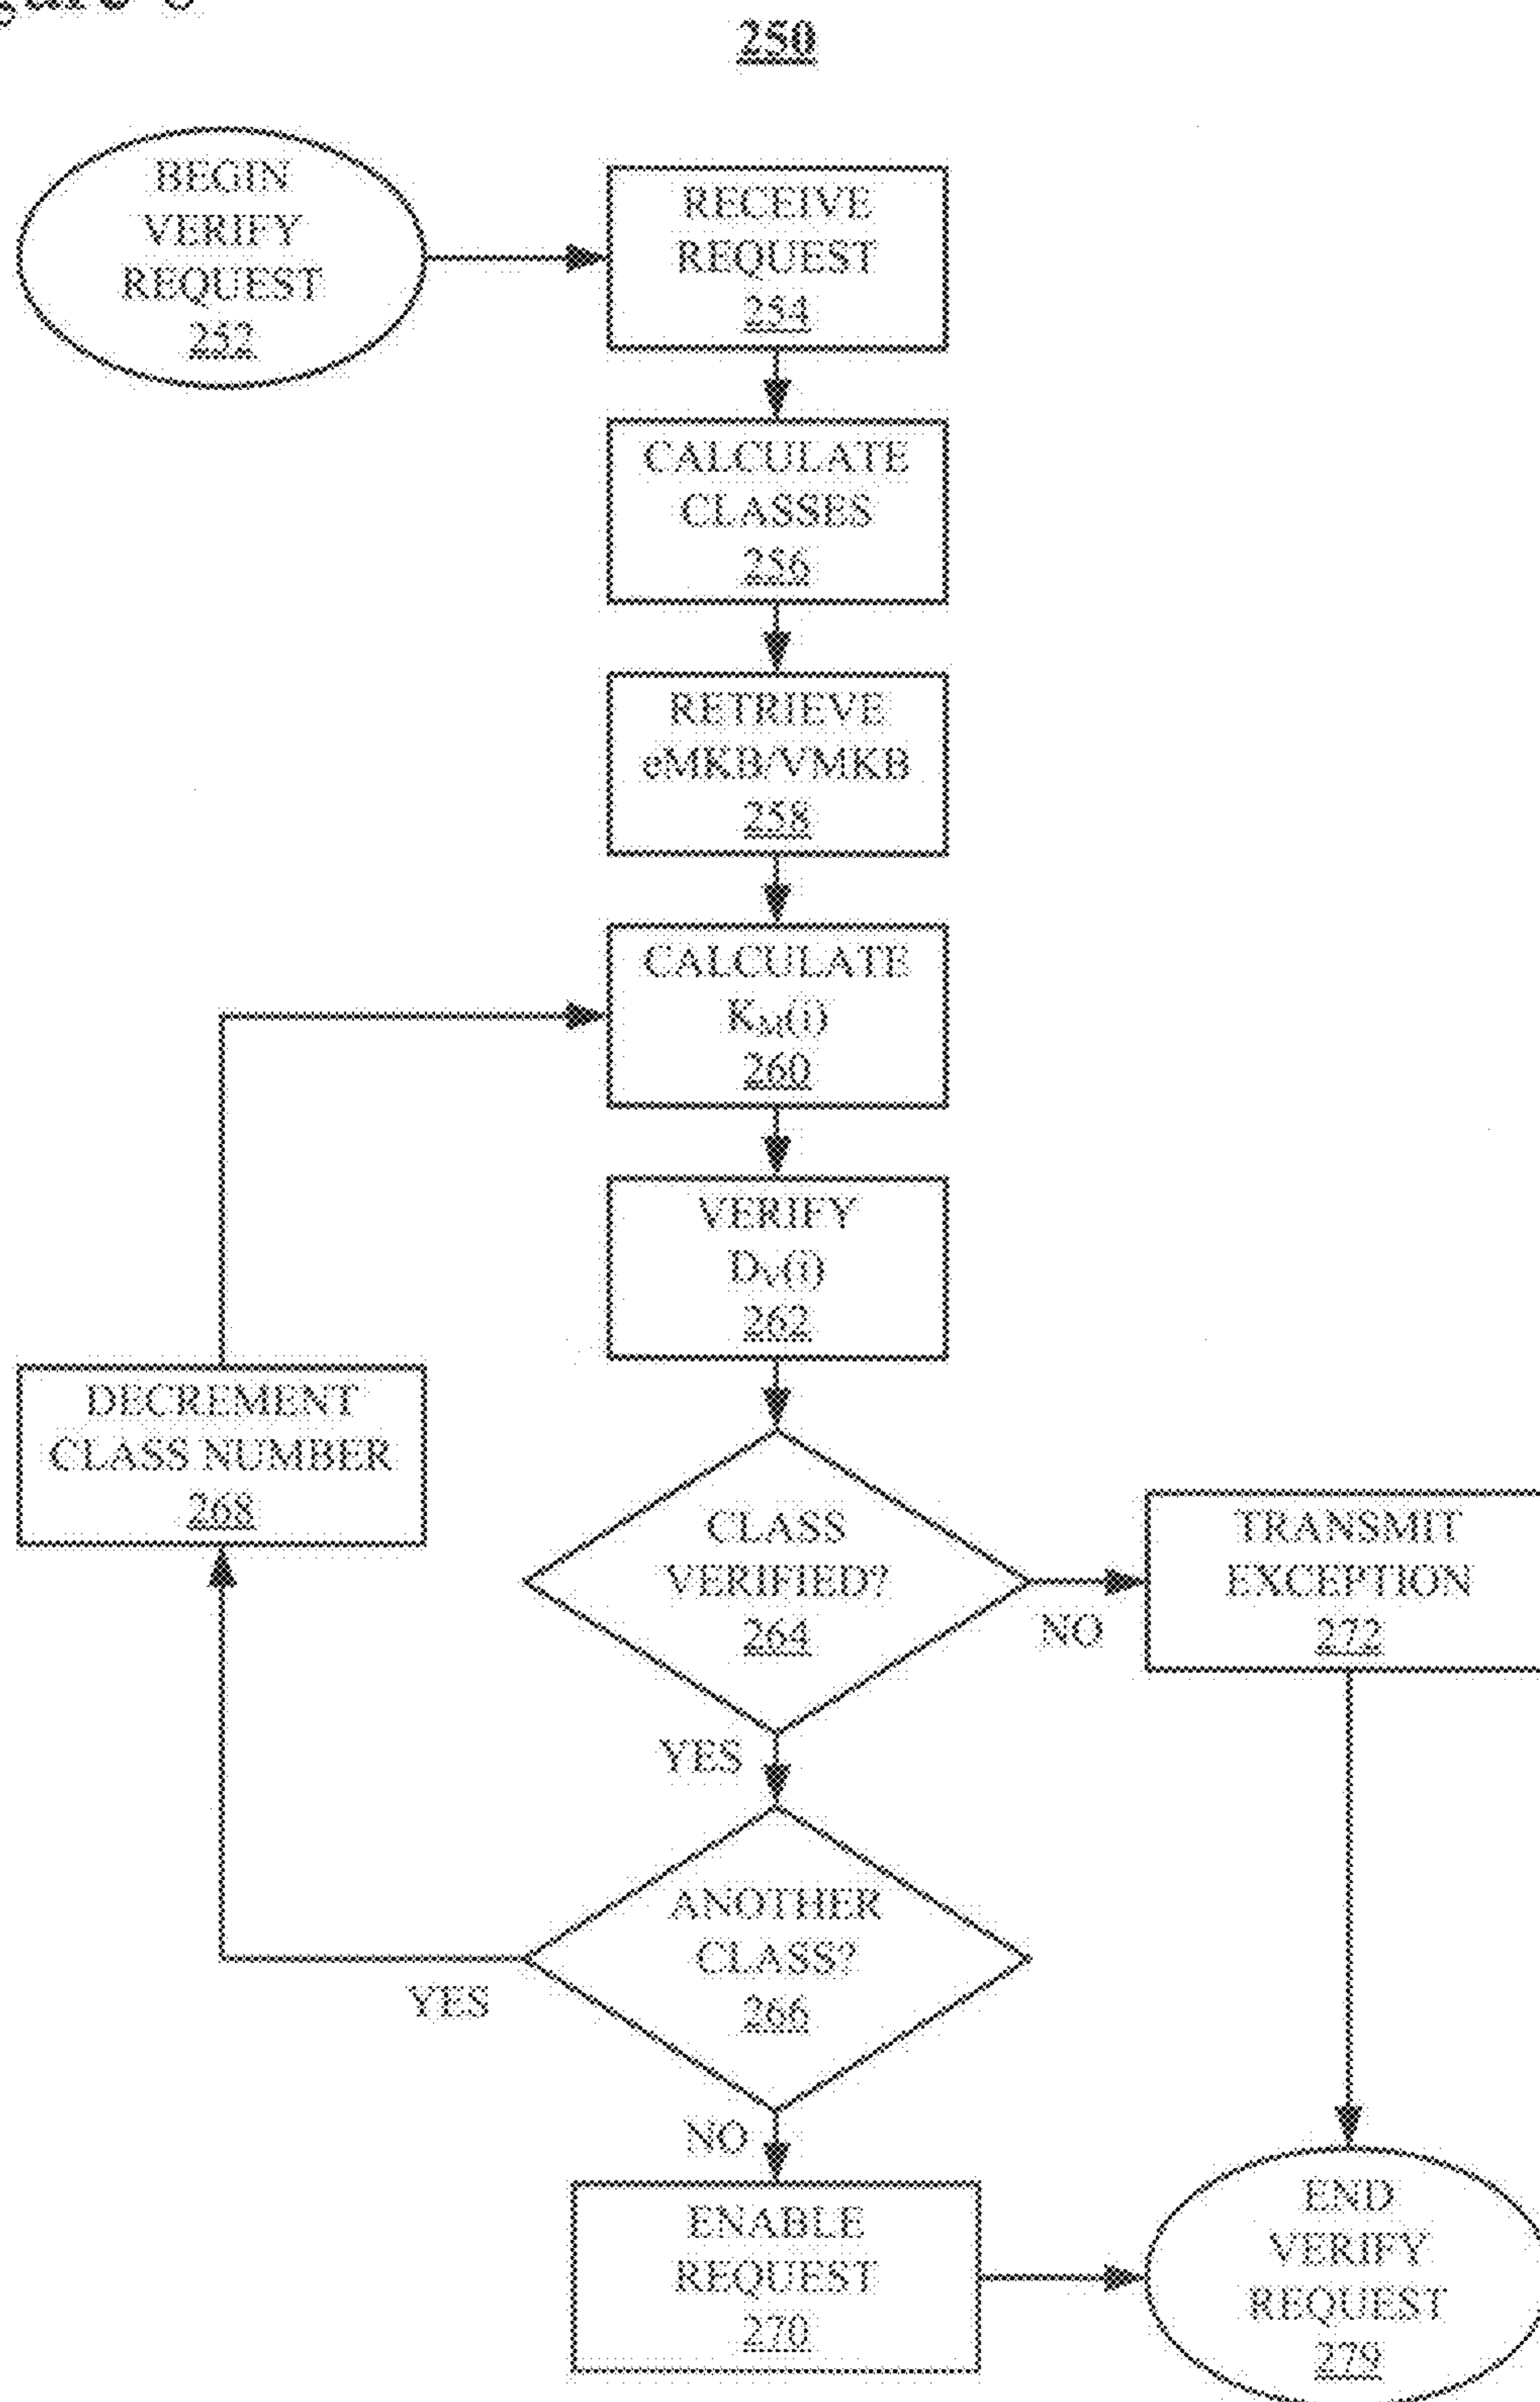 250
BEGIN
VERIFY
REQUEST
252
RECEIVE
REQUEST
254
CALCULATE
CLASSES
256
RETRIEVE
eMKB/VMKB
258
CALCULATE
KM(i)
260
VERIFY
DV(i)
262
DECREMENT
CLASS NUMBER
268
CLASS
VERIFIED?
264
NO
TRANSMIT
EXCEPTION
272
YES
ANOTHER
CLASS?
266
YES
NO
ENABLE
REQUEST
270
END
VERIFY
REQUEST
279